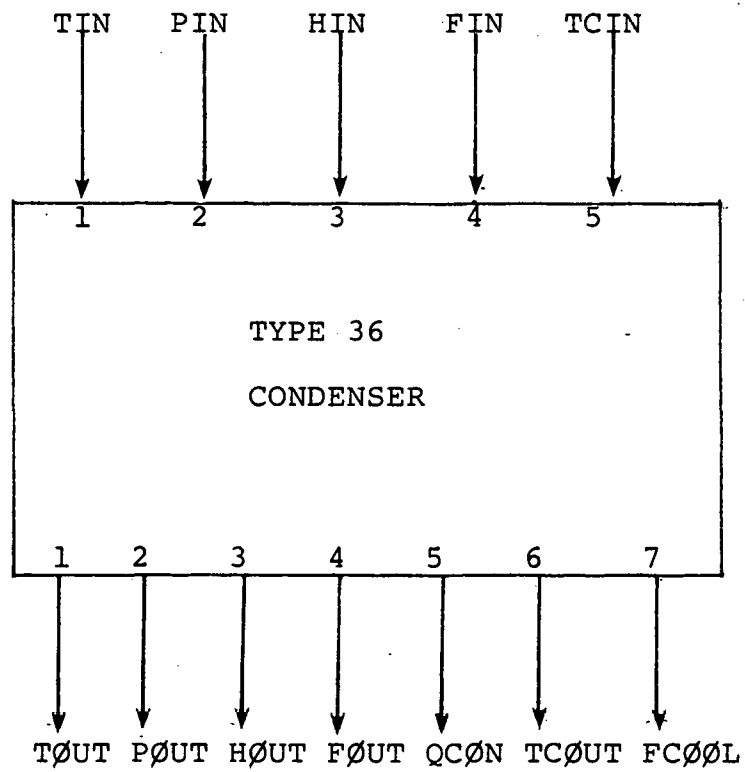 TIN PIN HIN FIN TCIN
1 2 3 4 5
TYPE 36
CONDENSER
1 2 3 4 5 6 7
TØUT PØUT HØUT FØUT QCØN TCØUT FCØØL